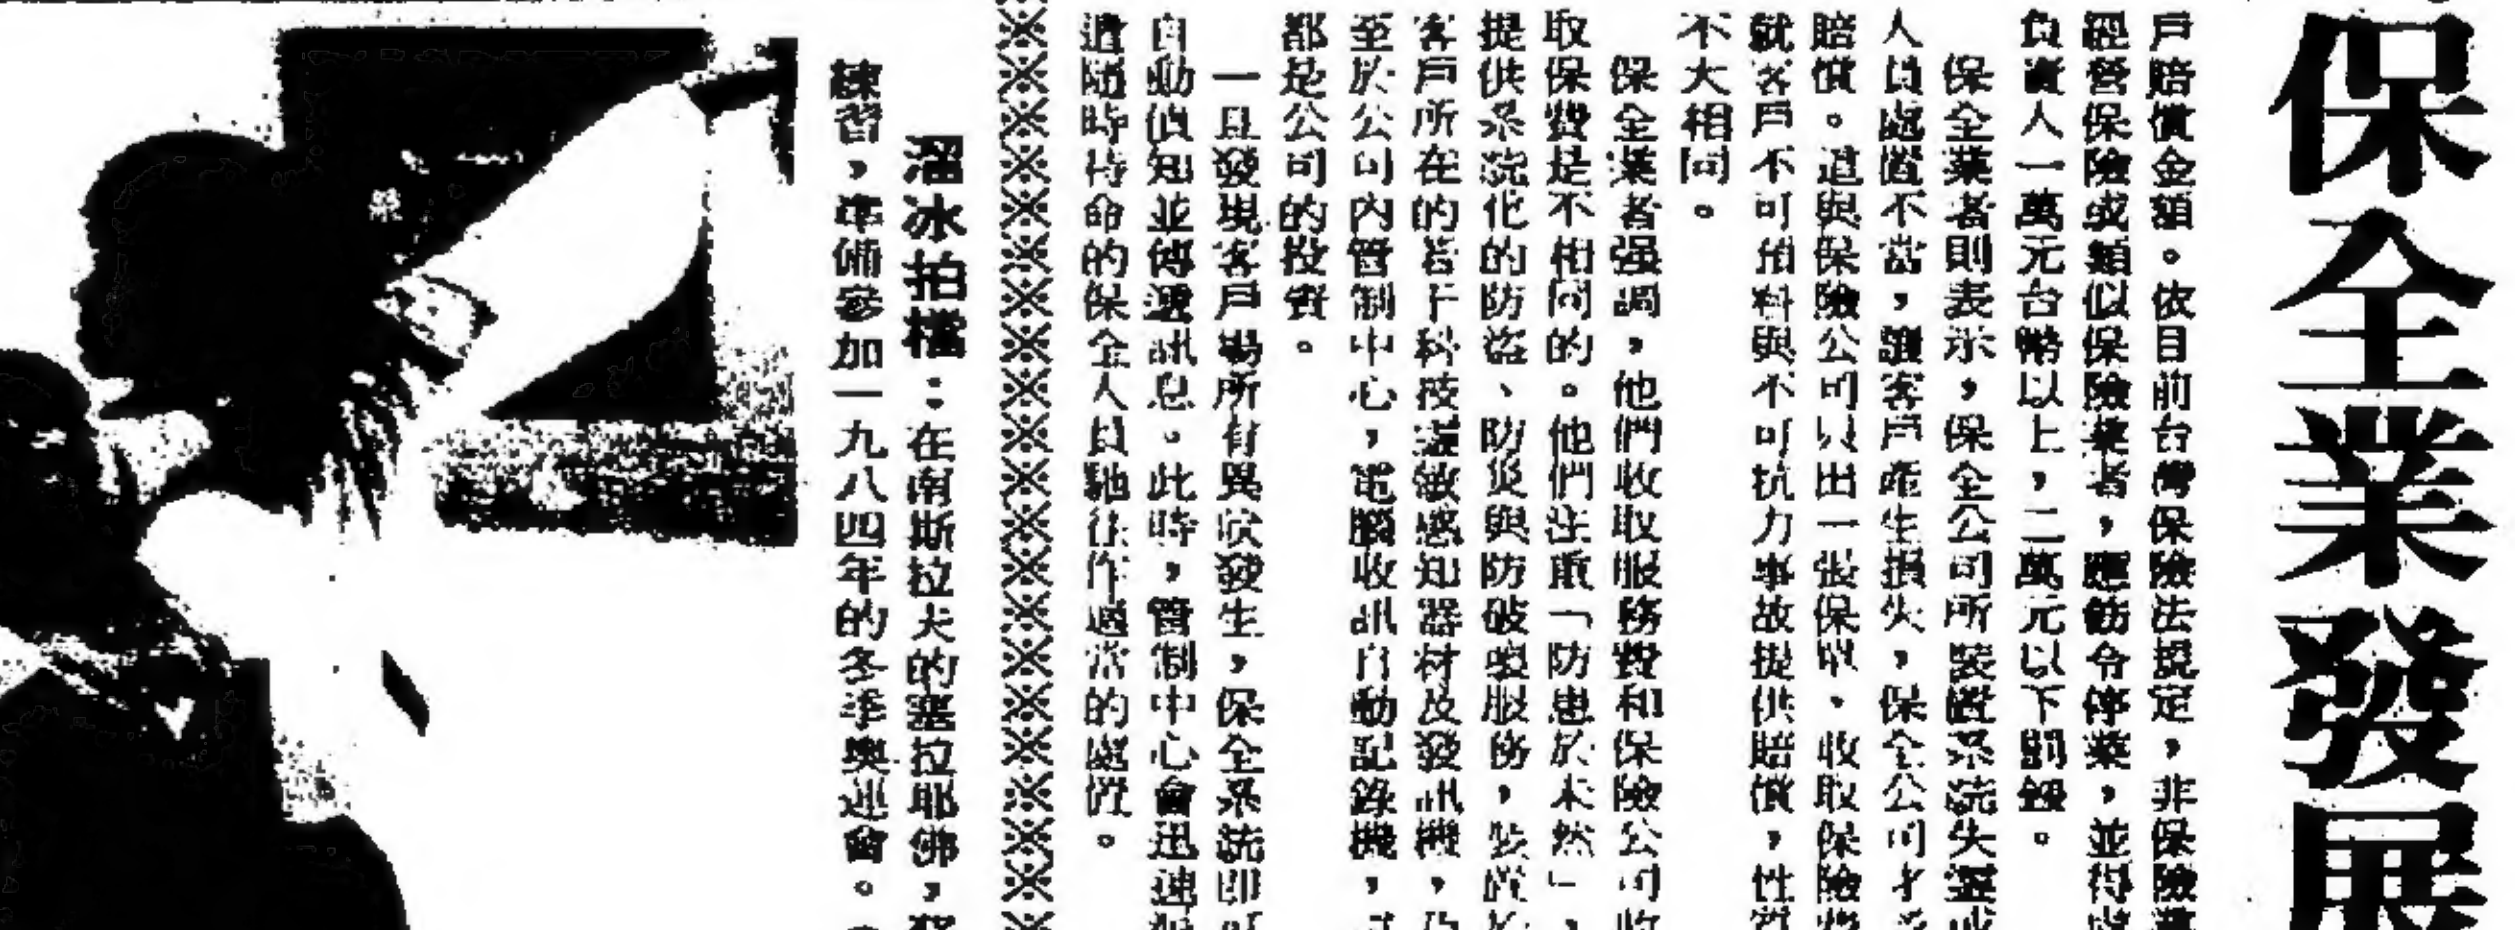 保全業發展
戶賠償金額。依目前台灣保險法規定，非保險業
經營保險或類似保險業者，應飭令停業，並得處
負責人一萬元台幣以上，二萬元以下罰鍰。
保全業者則表示，保全公司所裝置系統失靈或
人員處置不當，讓客戶產生損失，保全公司才
賠償。這與保險公司只出一張保單、收取保險費
就客戶不可預料與不可抗力事故提供賠償，性質
不大相同。
保全業者强調，他們收取服務費和保險公司收
取保費是不相同的。他們注重「防患於未然」，
提供系統化的防盜、防災與防破壞服務，裝置於
客戶所在的若干科技靈敏感知器材及發訊機，乃
至於公司內管制中心，電腦收訊自動記錄機，
都是公司的投資。
一旦發現客戶場所有異狀發生，保全系統即可
自動偵知並傳遞訊息。此時，管制中心會迅速
遣隨時待命的保全人員馳往作適當的處置。
溜冰拍檔：在南斯拉夫的塞拉耶佛，
練習，準備參加一九八四年的冬季奧運會。